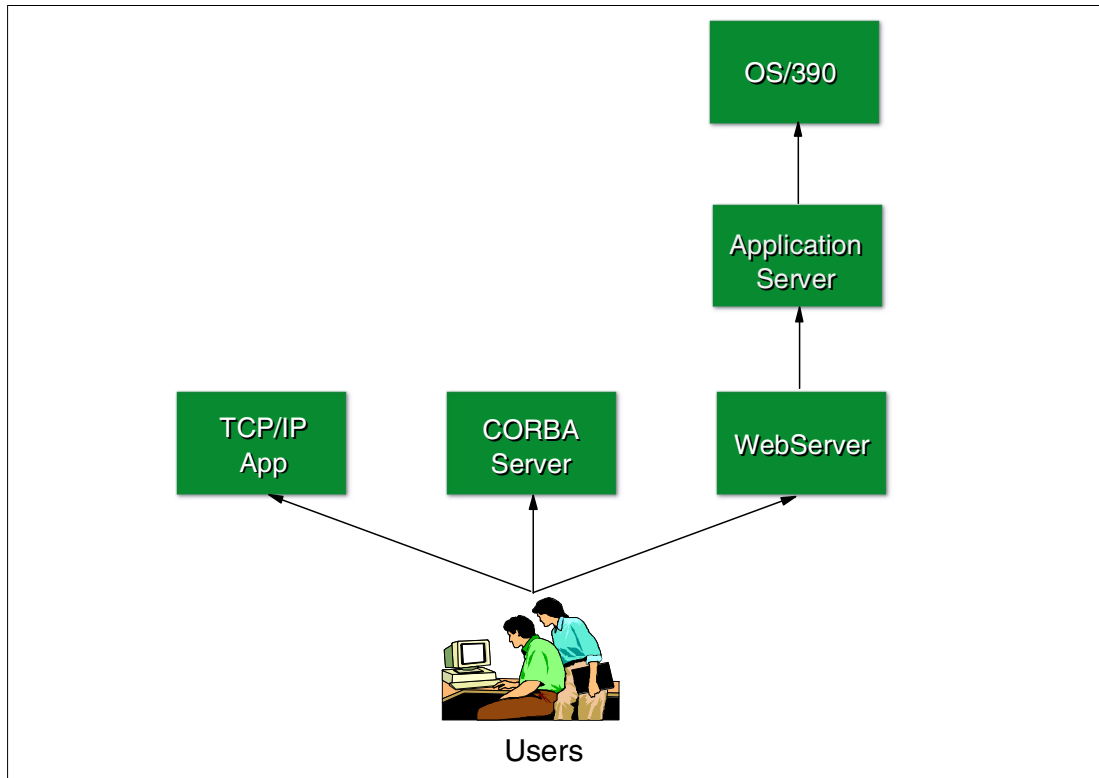 OS/390
Application
Server
TCP/IP
App
CORBA
Server
WebServer
Users